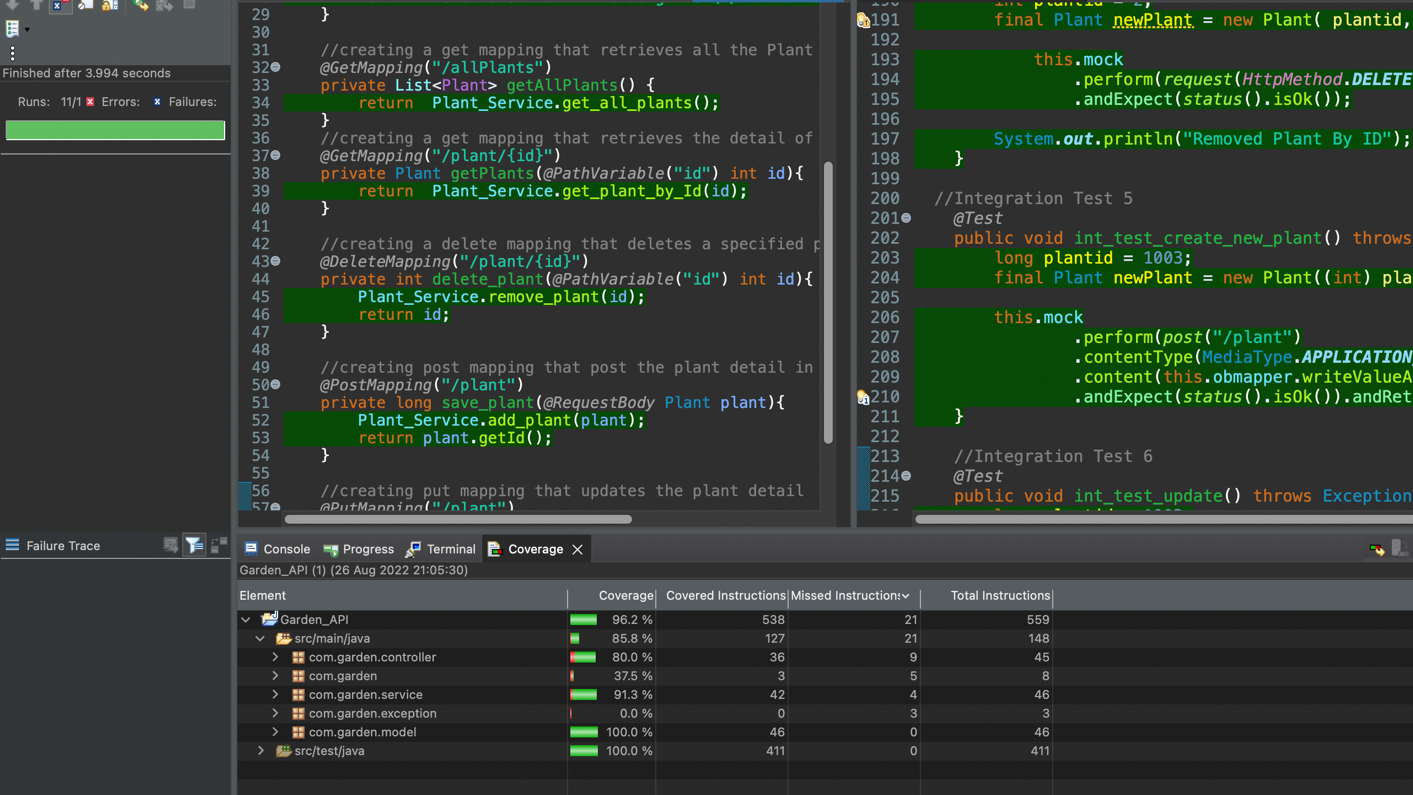 Finished after 3.994 seconds
Runs: 11/1 Errors: Failures:
Failure Trace
29 }
30
31 //creating a get mapping that retrieves all the Plant
32 @GetMapping("/allPlants")
33 private List<Plant> getAllPlants() {
34 return Plant_Service.get_all_plants();
35 }
36 //creating a get mapping that retrieves the detail of
37 @GetMapping("/plant/{id}")
38 private Plant getPlants(@PathVariable("id") int id){
39 return Plant_Service.get_plant_by_Id(id);
40 }
41
42 //creating a delete mapping that deletes a specified p
43 @DeleteMapping("/plant/{id}")
44 private int delete_plant(@PathVariable("id") int id){
45 Plant_Service.remove_plant(id);
46 return id;
47 }
48
49 //creating post mapping that post the plant detail in
50 @PostMapping("/plant")
51 private long save_plant(@RequestBody Plant plant){
52 Plant_Service.add_plant(plant);
53 return plant.getId();
54 }
55
56 //creating put mapping that updates the plant detail
57 @PutMapping("/plant")
190 int plantid = 2;
191 final Plant newPlant = new Plant( plantid,
192
193 this.mock
194 .perform(request(HttpMethod.DELETE
195 .andExpect(status().isOk());
196
197 System.out.println("Removed Plant By ID");
198 }
199
200 //Integration Test 5
201 @Test
202 public void int_test_create_new_plant() throws
203 long plantid = 1003;
204 final Plant newPlant = new Plant((int) pla
205
206 this.mock
207 .perform(post("/plant")
208 .contentType(MediaType.APPLICATION
209 .content(this.obmapper.writeValueA
210 .andExpect(status().isOk()).andRet
211 }
212
213 //Integration Test 6
214 @Test
215 public void int_test_update() throws Exception
Console Progress Terminal Coverage
Garden_API (1) (26 Aug 2022 21:05:30)
Element Coverage Covered Instructions Missed Instructions Total Instructions
Garden_API 96.2 % 538 21 559
src/main/java 85.8 % 127 21 148
com.garden.controller 80.0 % 36 9 45
com.garden 37.5 % 3 5 8
com.garden.service 91.3 % 42 4 46
com.garden.exception 0.0 % 0 3 3
com.garden.model 100.0 % 46 0 46
src/test/java 100.0 % 411 0 411